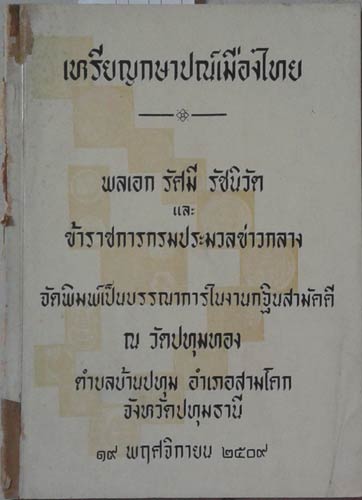 เหรียญกษาปณ์เมืองไทย
พลเอก รัศมี รัชนิวัต
และ
ข้าราชการกรมประมวลข่าวกลาง
จัดพิมพ์เป็นบรรณาการในงานกฐินสามัคคี
ณ วัดปทุมทอง
ตำบลบ้านปทุม อำเภอสามโคก
จังหวัดปทุมธานี
๑๙ พฤศจิกายน ๒๕๐๙